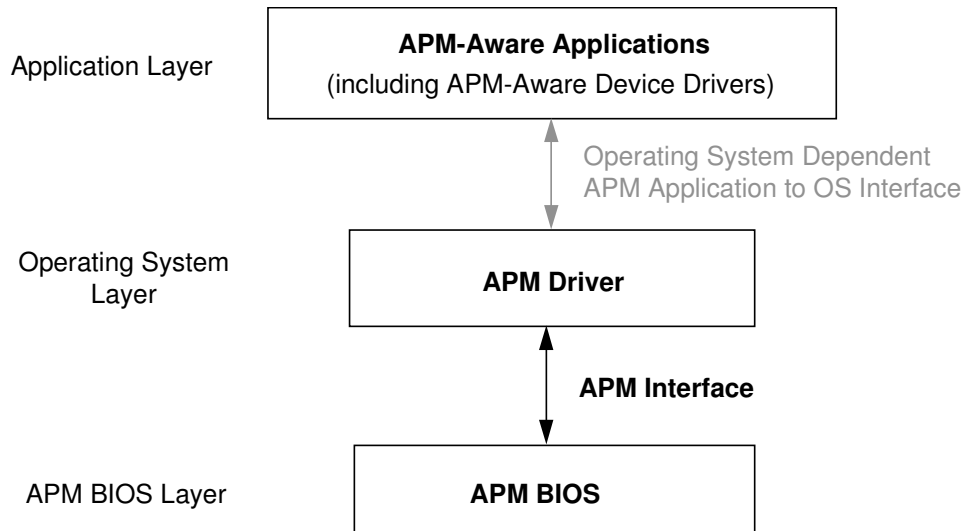 APM-Aware Applications
Application Layer
(including APM-Aware Device Drivers)
Operating System Dependent
APM Application to OS Interface
Operating System
Layer
APM Driver
APM Interface
APM BIOS Layer
APM BIOS